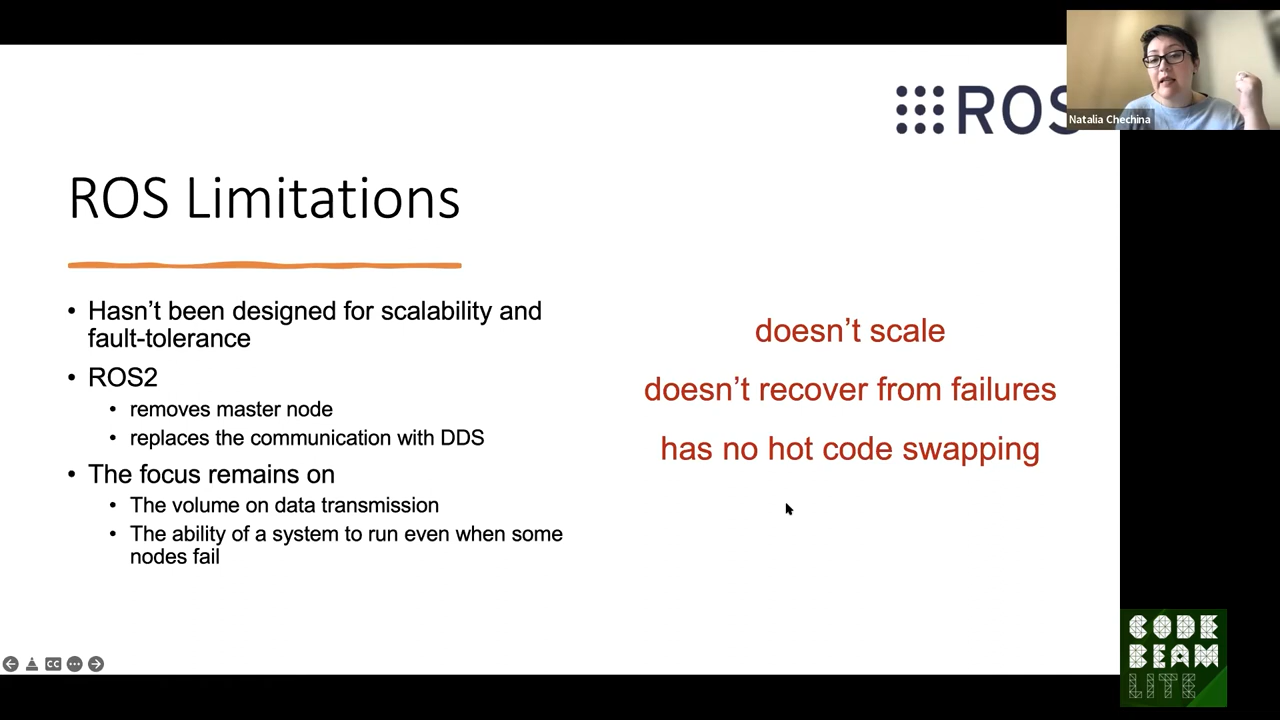 ROS
Natalia Chechina
ROS Limitations
• Hasn’t been designed for scalability and
fault-tolerance
• ROS2
• removes master node
• replaces the communication with DDS
• The focus remains on
• The volume on data transmission
• The ability of a system to run even when some
nodes fail
doesn’t scale
doesn’t recover from failures
has no hot code swapping
CC
CODE
BEAM
LITE